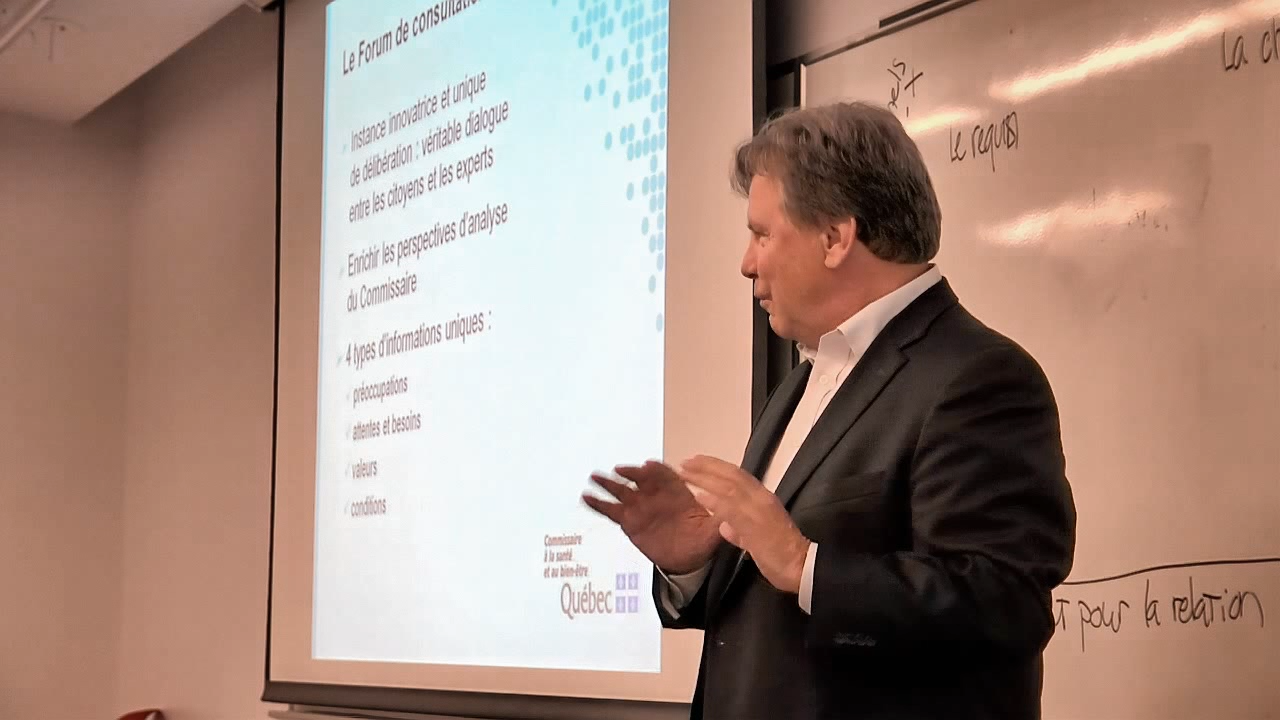 Le Forum de consultatio
Instance innovatrice et unique
de délibération : véritable dialogue
entre les citoyens et les experts
Enrichir les perspectives d'analyse
du Commissaire
4 types d'informations uniques :
préoccupations
attentes et besoins
valeurs
conditions
Commissaire
à la santé
et au bien-être
Québec
La ch
le requis
pour la relation